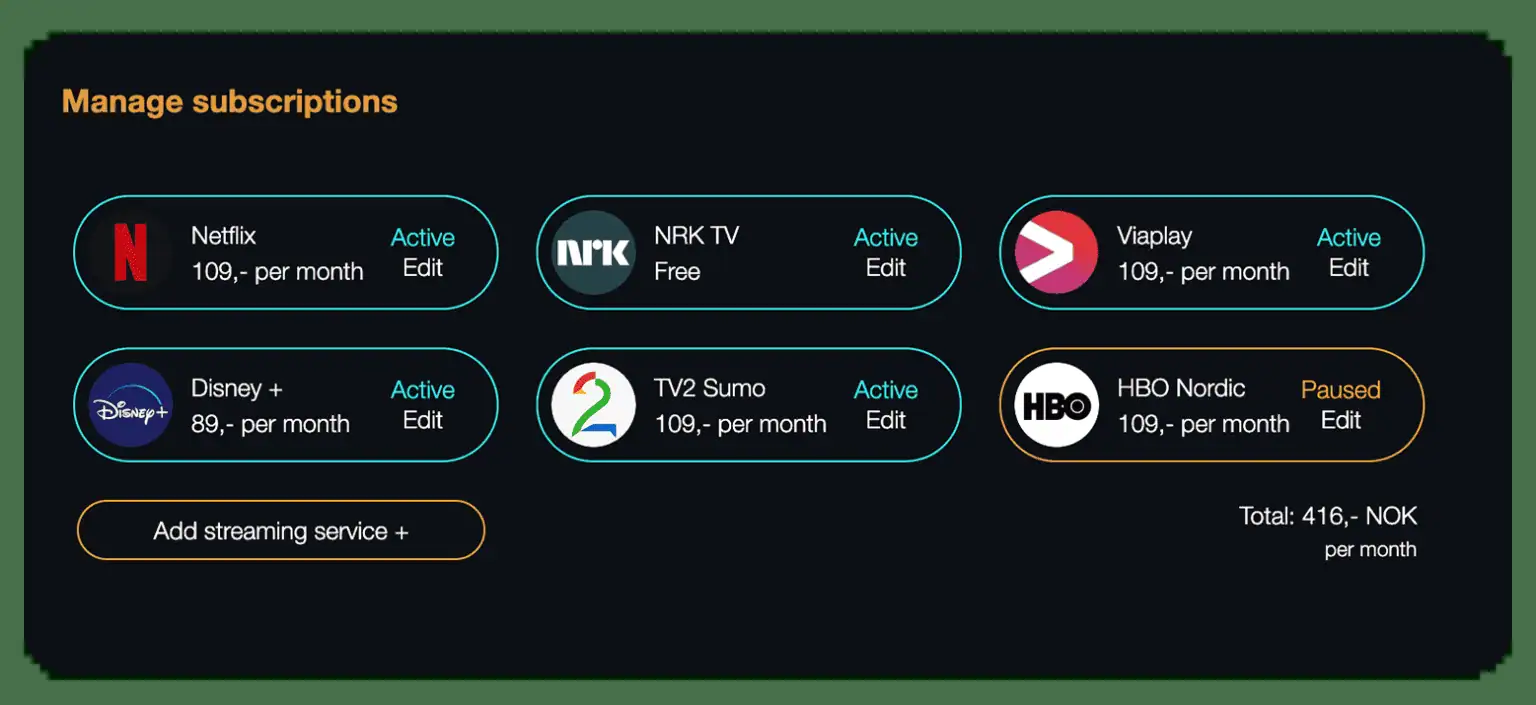 Manage subscriptions
N
Netflix
109,- per month
Active
Edit
NRK
NRK TV
Free
Active
Edit
Viaplay
109,- per month
Active
Edit
Disney+
Disney +
89,- per month
Active
Edit
2
TV2 Sumo
109,- per month
Active
Edit
HBO
HBO Nordic
109,- per month
Paused
Edit
Add streaming service +
Total: 416,- NOK
per month